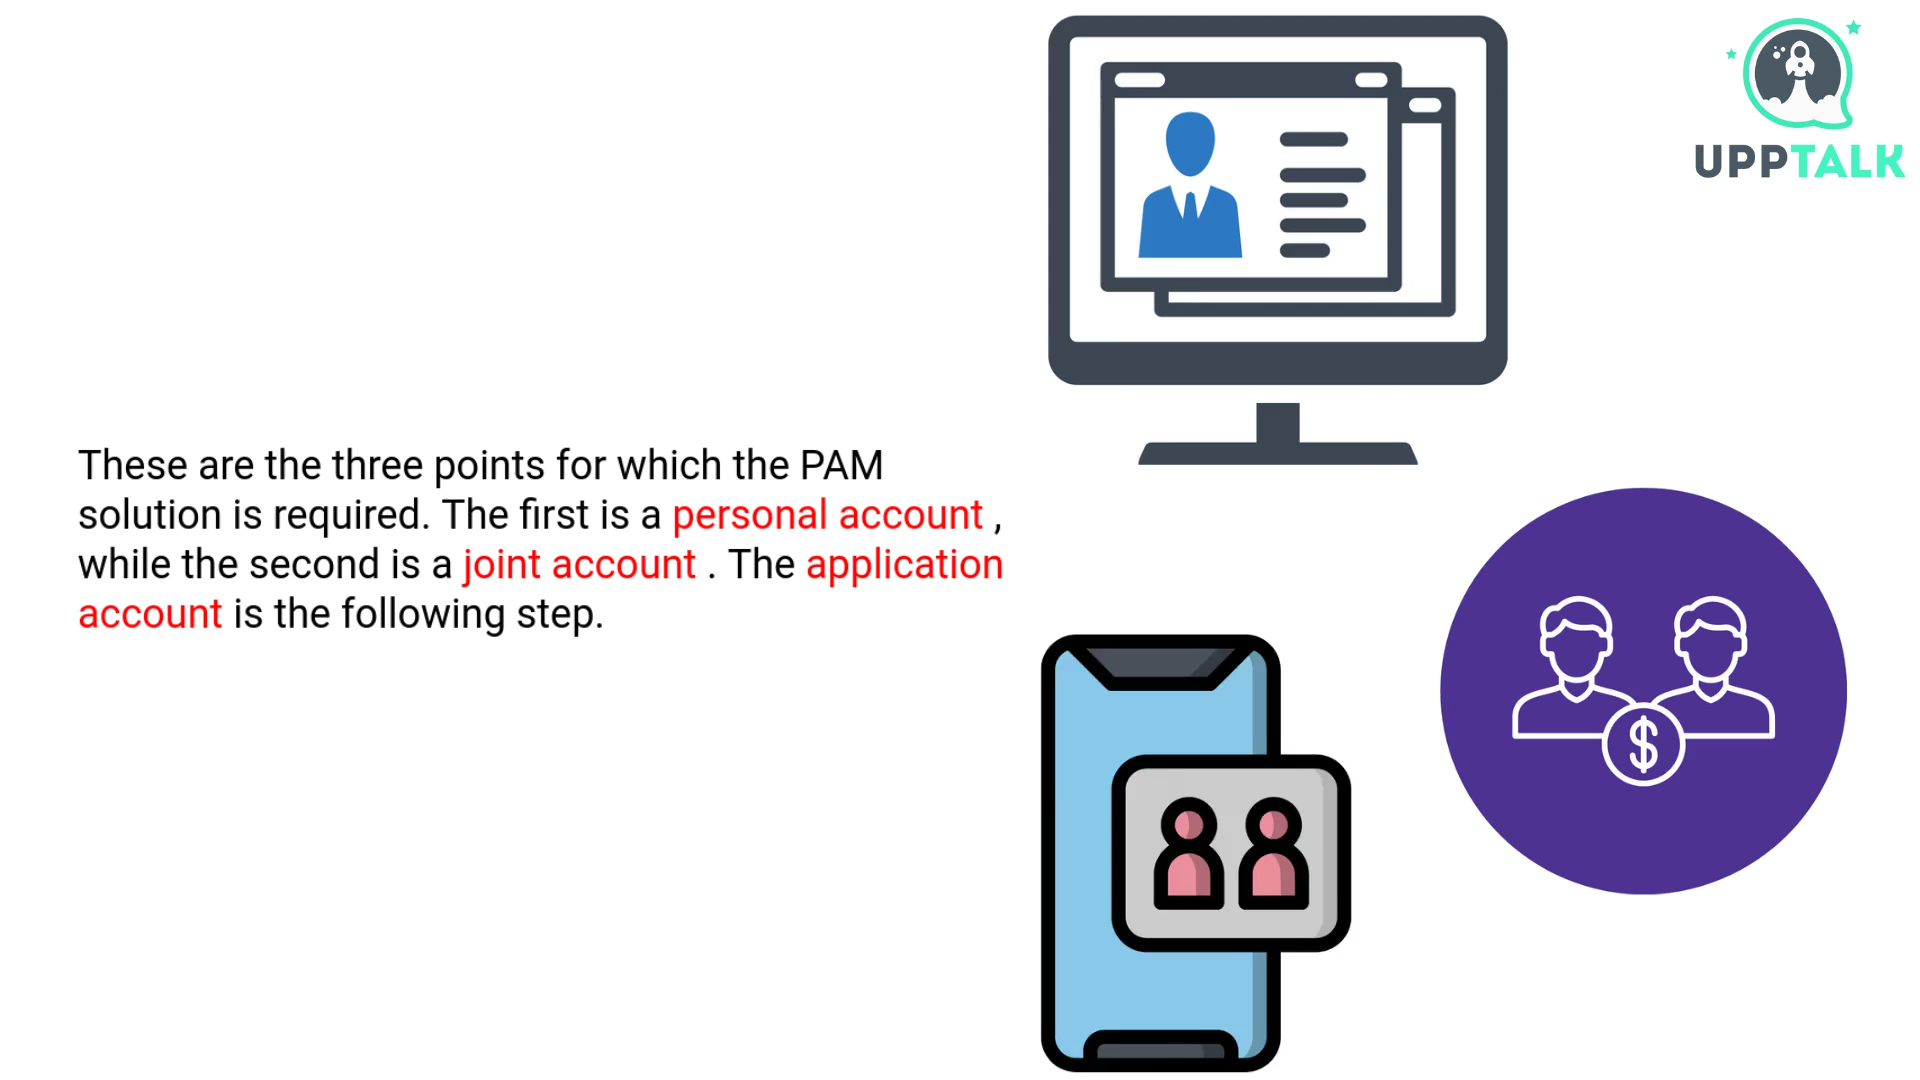 UPPTALK
These are the three points for which the PAM
solution is required. The first is a personal account ,
while the second is a joint account . The application
account is the following step.
$